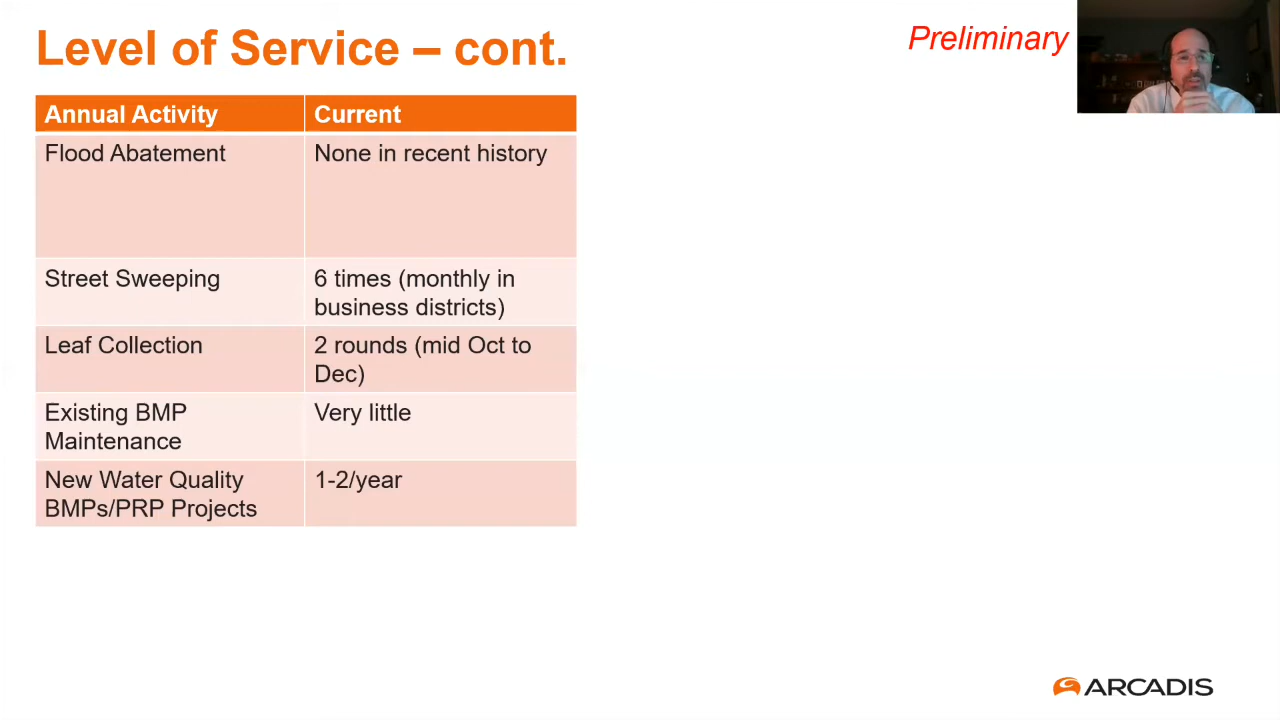 Level of Service – cont.
Preliminary
Annual Activity
Current
Flood Abatement
None in recent history
Street Sweeping
6 times (monthly in
business districts)
Leaf Collection
2 rounds (mid Oct to
Dec)
Existing BMP
Maintenance
Very little
New Water Quality
BMPs/PRP Projects
1-2/year
ARCADIS